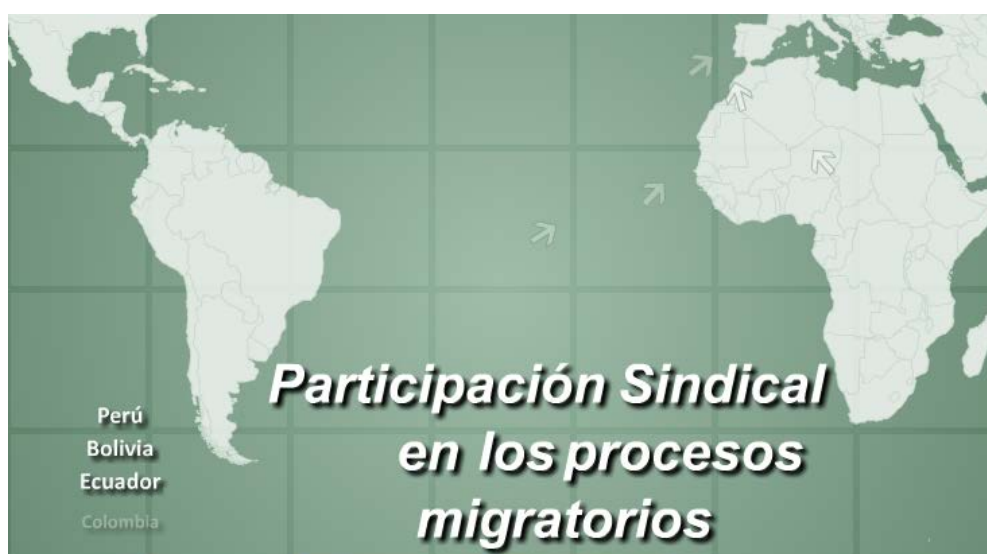 Participación Sindical
en los procesos
migratorios
Perú
Bolivia
Ecuador
Colombia